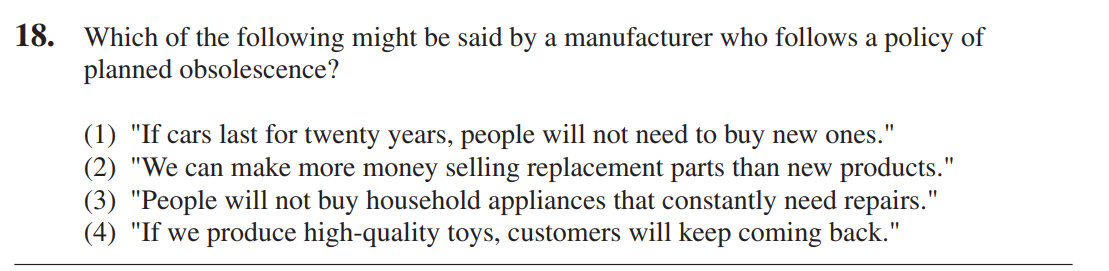 18. Which of the following might be said by a manufacturer who follows a policy of
planned obsolescence?
(1) "If cars last for twenty years, people will not need to buy new ones."
(2) "We can make more money selling replacement parts than new products."
(3) "People will not buy household appliances that constantly need repairs."
(4) "If we produce high-quality toys, customers will keep coming back."